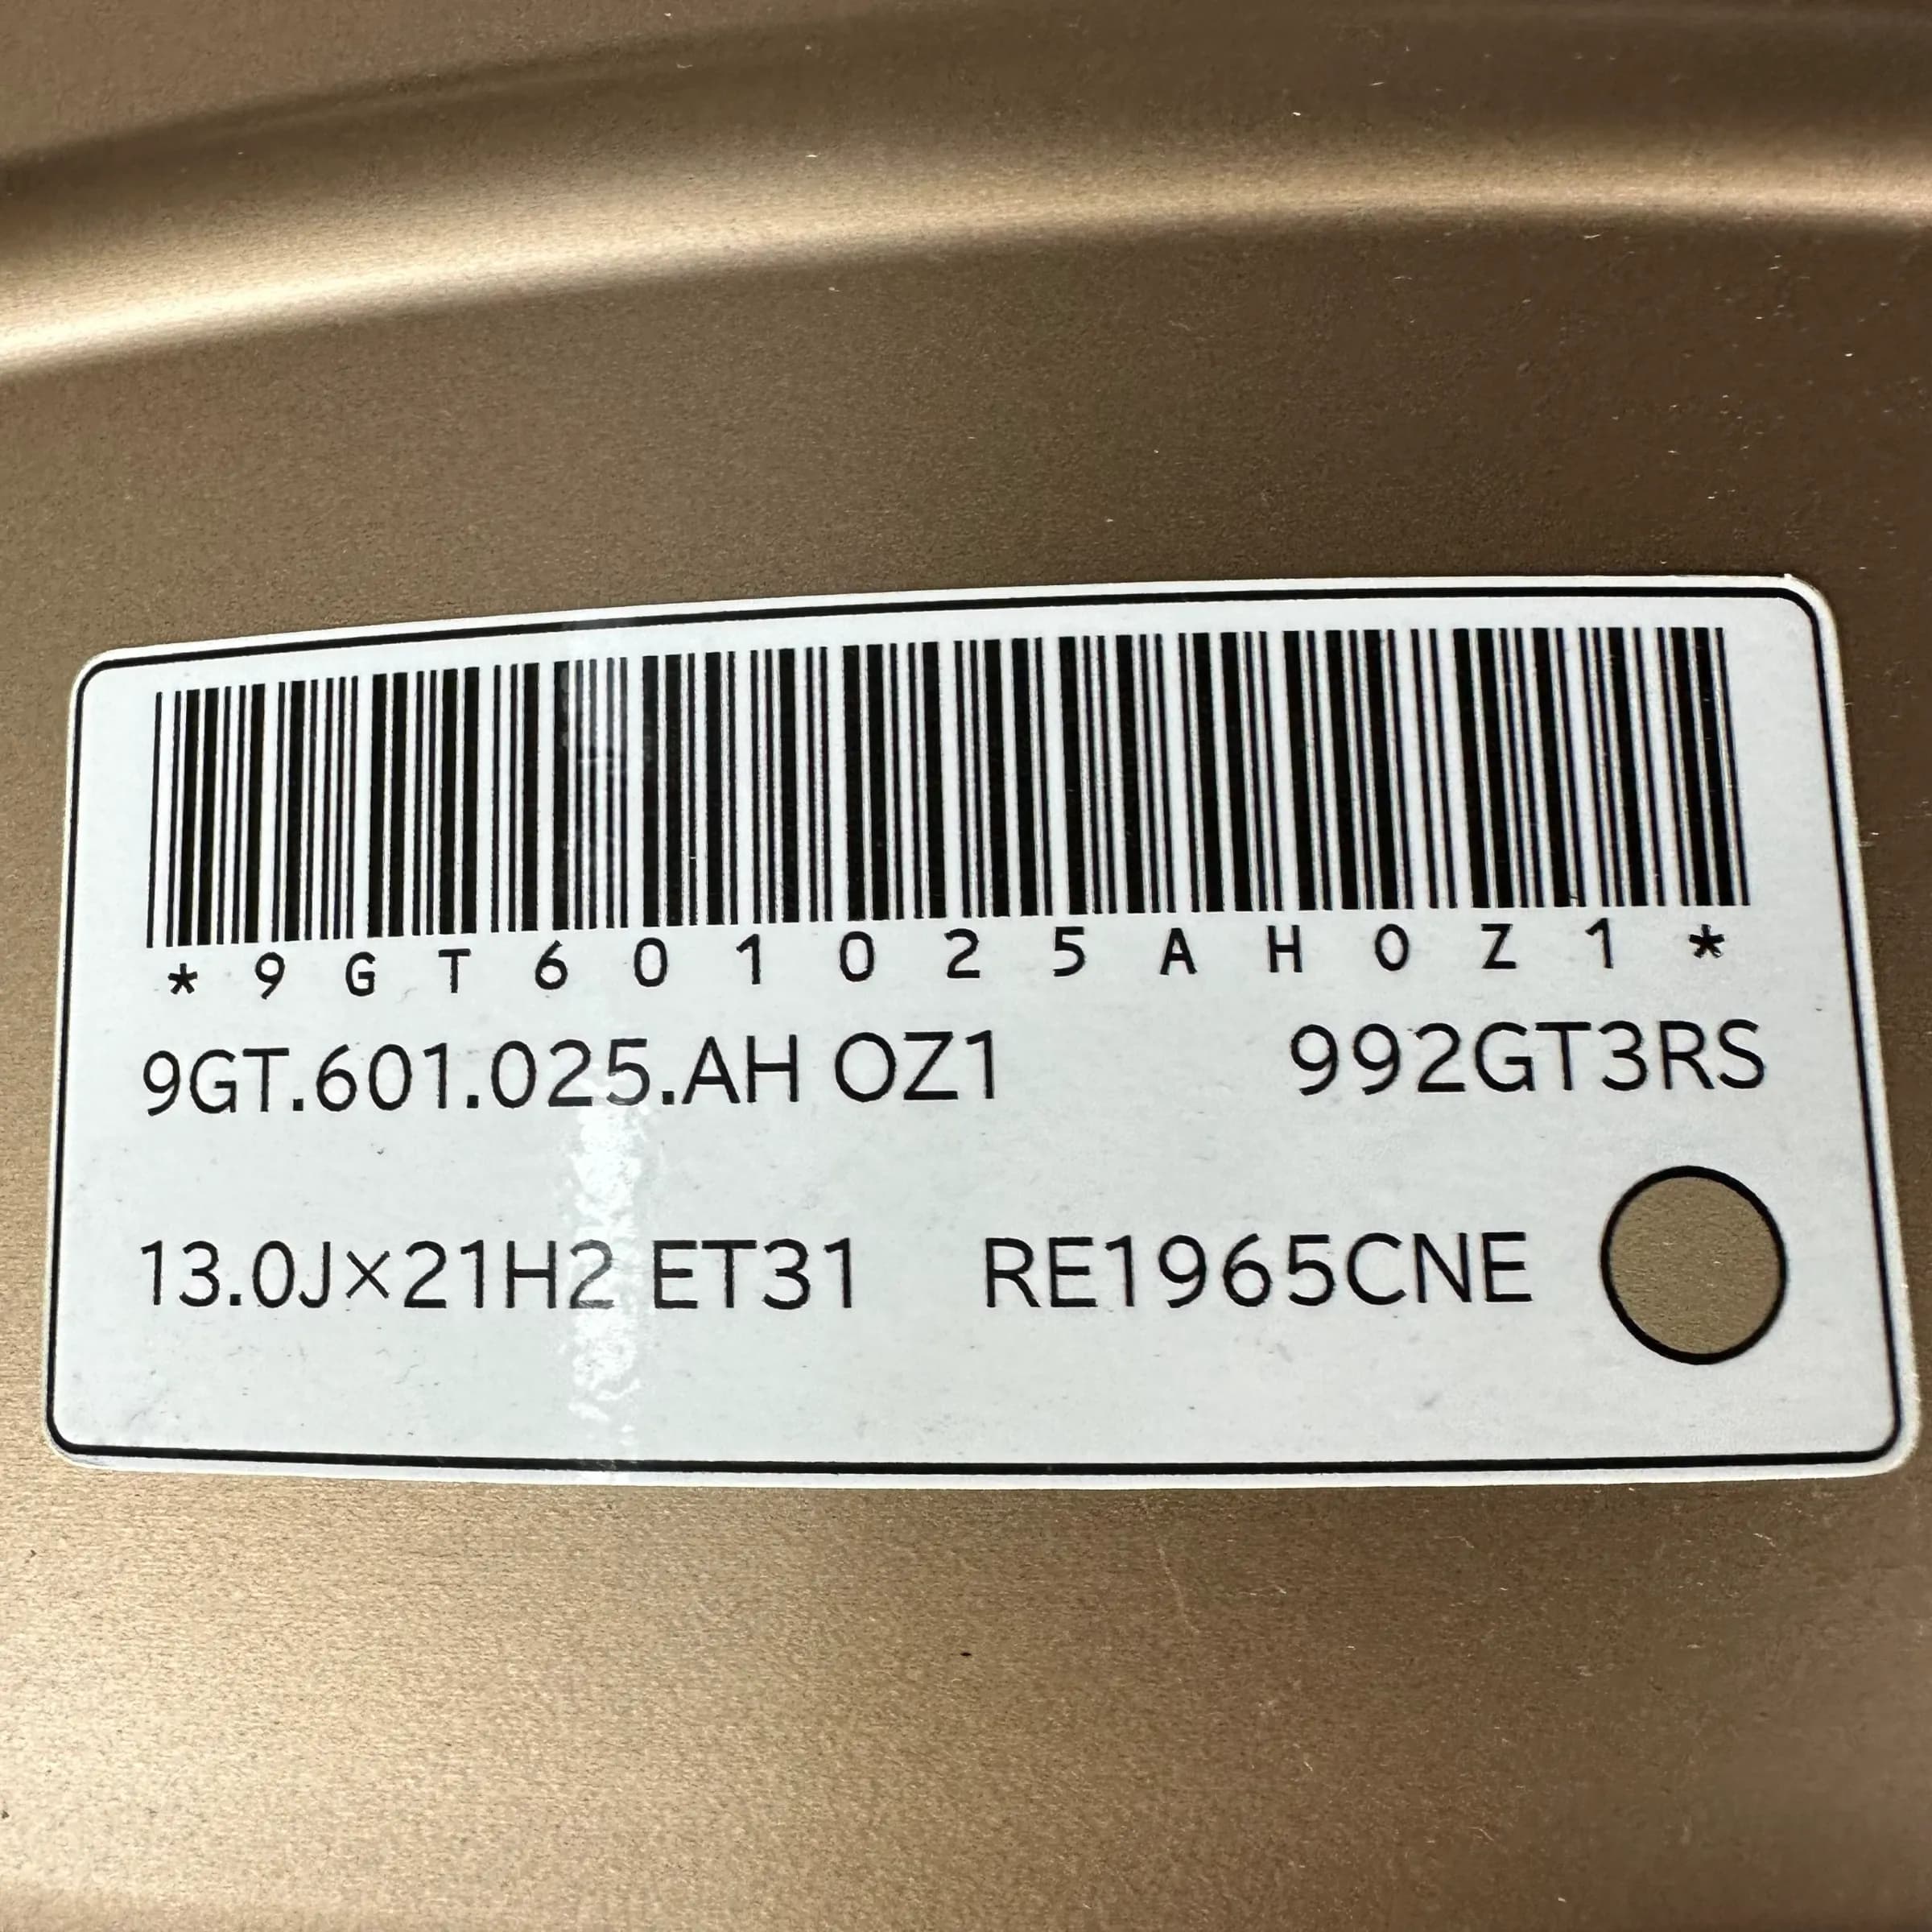 *9GT601025AHOZ1*
9GT.601.025.AH OZ1 992GT3RS
13.0J×21H2 ET31 RE1965CNE